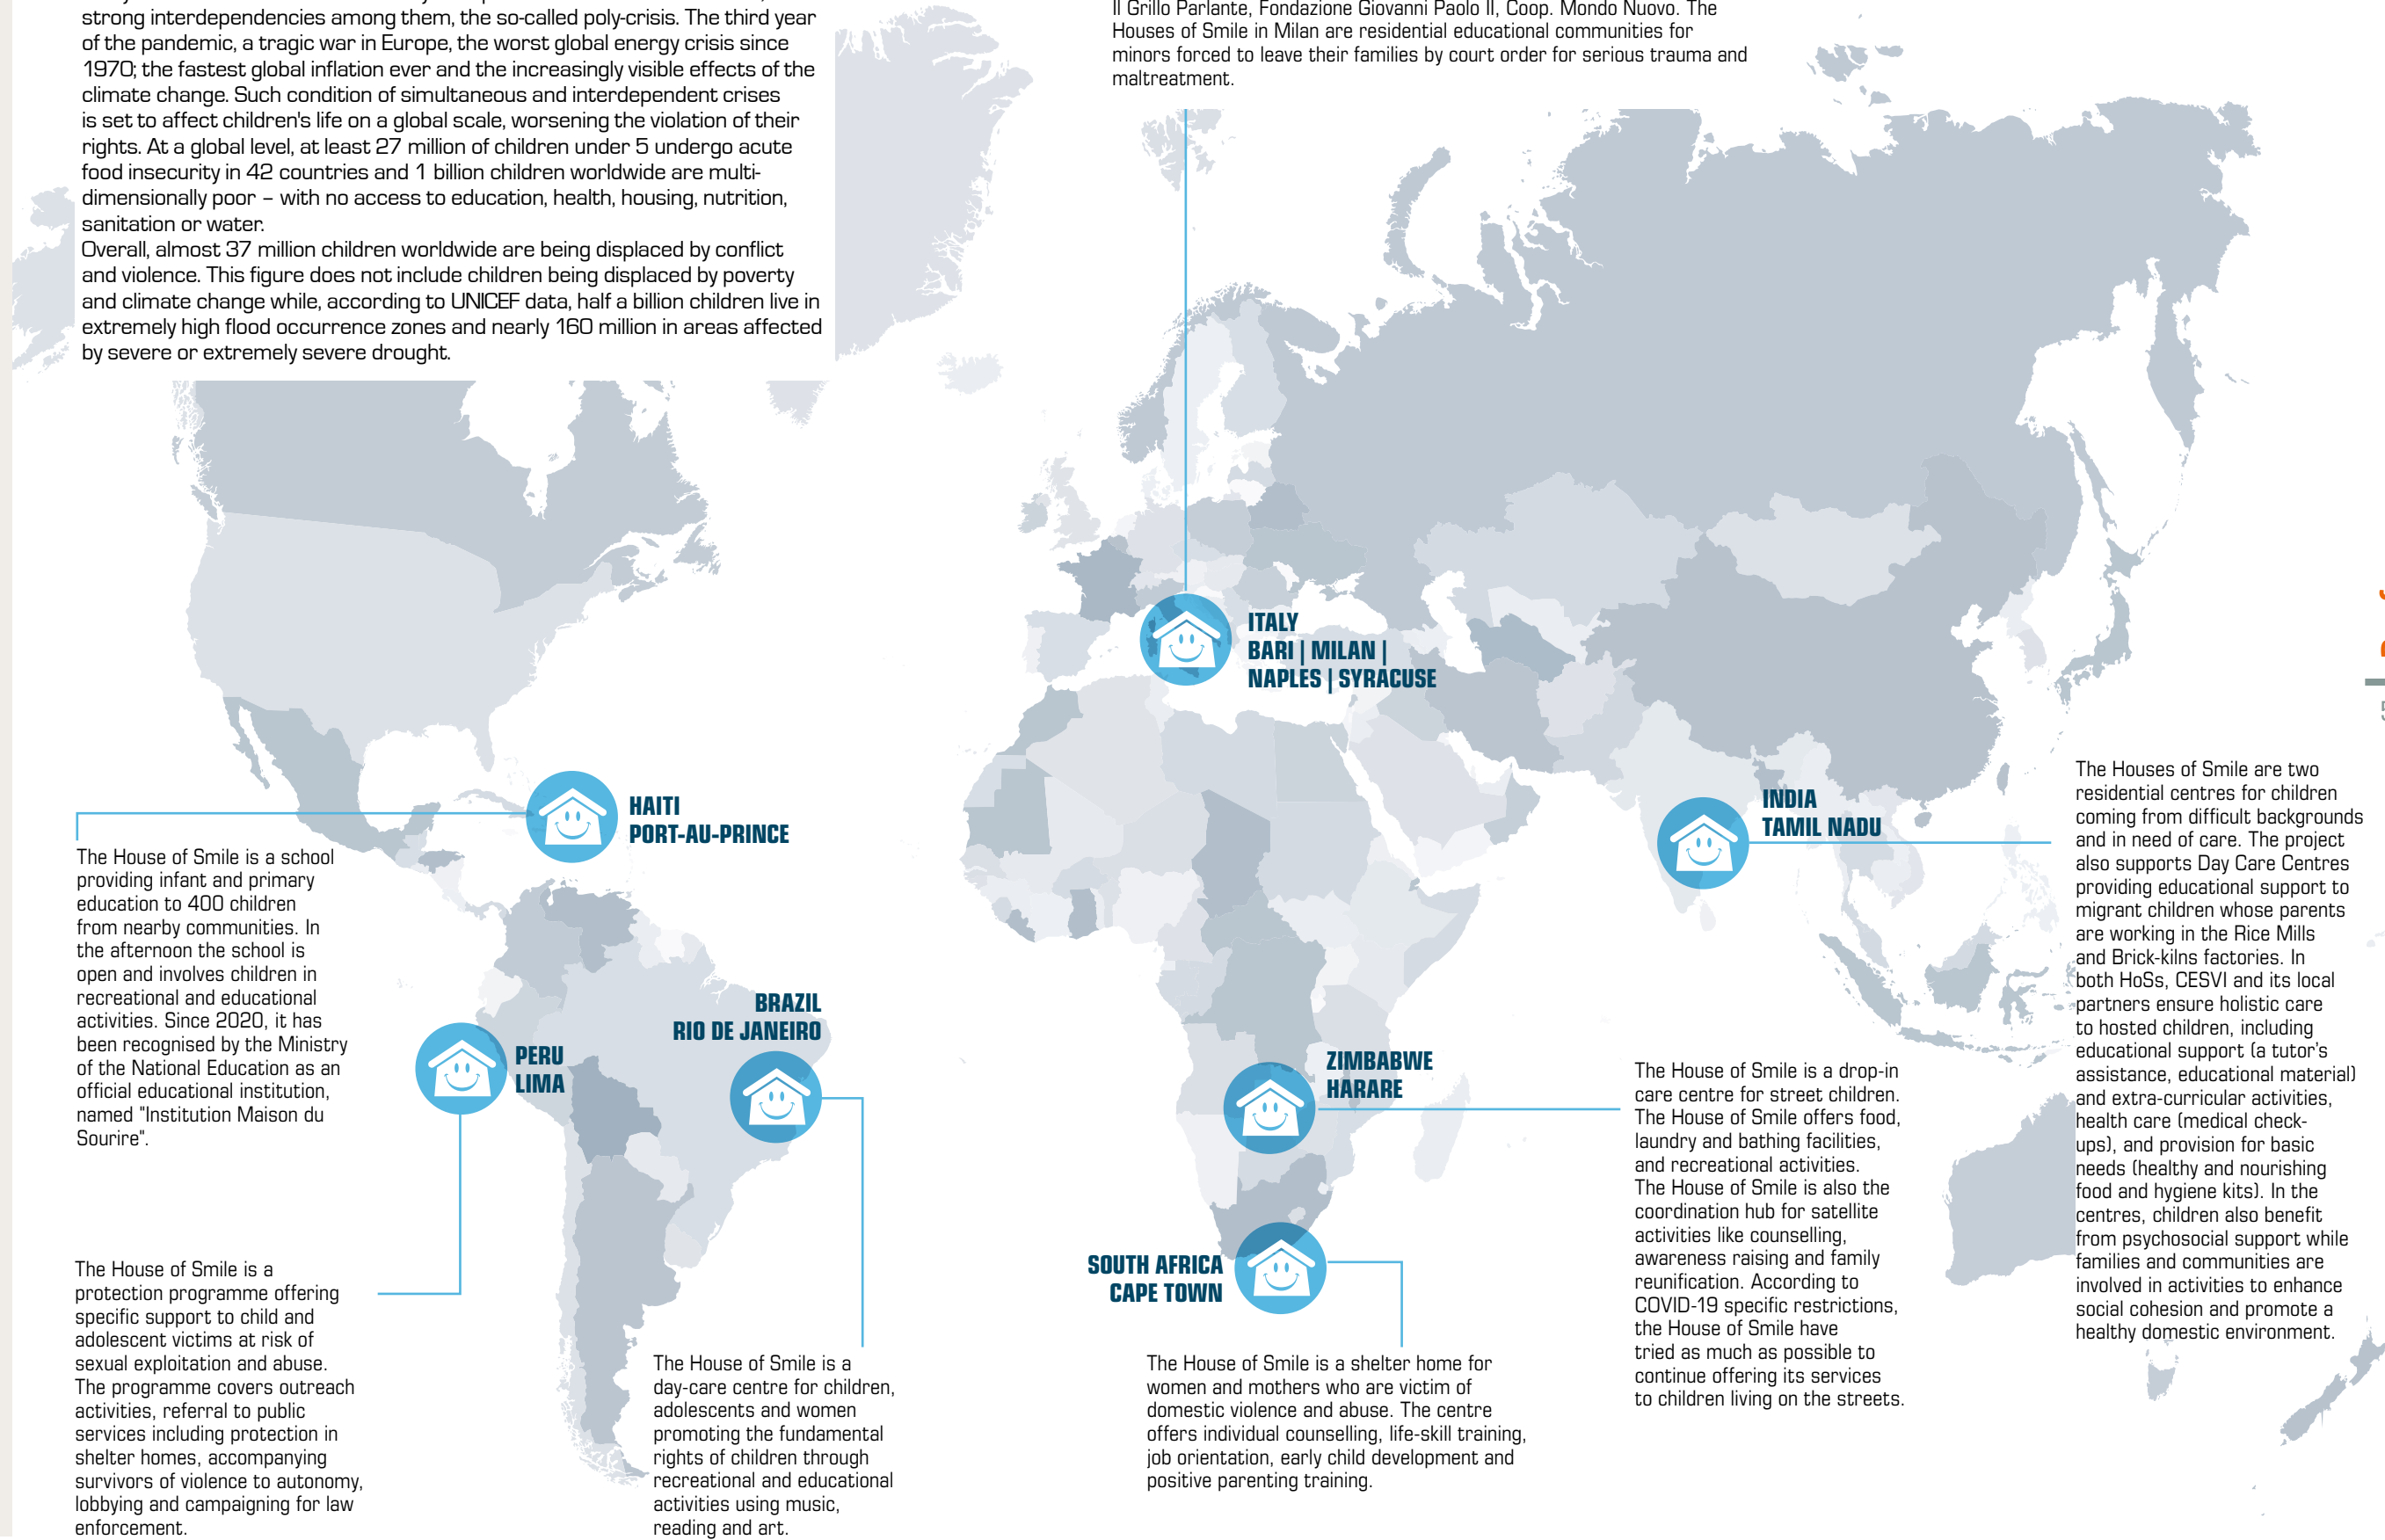 strong interdependencies among them, the so-called poly-crisis. The third year
of the pandemic, a tragic war in Europe, the worst global energy crisis since
1970; the fastest global inflation ever and the increasingly visible effects of the
climate change. Such condition of simultaneous and interdependent crises
is set to affect children's life on a global scale, worsening the violation of their
rights. At a global level, at least 27 million of children under 5 undergo acute
food insecurity in 42 countries and 1 billion children worldwide are multi-
dimensionally poor – with no access to education, health, housing, nutrition,
sanitation or water.
Overall, almost 37 million children worldwide are being displaced by conflict
and violence. This figure does not include children being displaced by poverty
and climate change while, according to UNICEF data, half a billion children live in
extremely high flood occurrence zones and nearly 160 million in areas affected
by severe or extremely severe drought.
Il Grillo Parlante, Fondazione Giovanni Paolo II, Coop. Mondo Nuovo. The
Houses of Smile in Milan are residential educational communities for
minors forced to leave their families by court order for serious trauma and
maltreatment.
ITALY
BARI | MILAN |
NAPLES | SYRACUSE
HAITI
PORT-AU-PRINCE
The House of Smile is a school
providing infant and primary
education to 400 children
from nearby communities. In
the afternoon the school is
open and involves children in
recreational and educational
activities. Since 2020, it has
been recognised by the Ministry
of the National Education as an
official educational institution,
named "Institution Maison du
Sourire".
PERU
LIMA
The House of Smile is a
protection programme offering
specific support to child and
adolescent victims at risk of
sexual exploitation and abuse.
The programme covers outreach
activities, referral to public
services including protection in
shelter homes, accompanying
survivors of violence to autonomy,
lobbying and campaigning for law
enforcement.
BRAZIL
RIO DE JANEIRO
The House of Smile is a
day-care centre for children,
adolescents and women
promoting the fundamental
rights of children through
recreational and educational
activities using music,
reading and art.
SOUTH AFRICA
CAPE TOWN
The House of Smile is a shelter home for
women and mothers who are victim of
domestic violence and abuse. The centre
offers individual counselling, life-skill training,
job orientation, early child development and
positive parenting training.
ZIMBABWE
HARARE
The House of Smile is a drop-in
care centre for street children.
The House of Smile offers food,
laundry and bathing facilities,
and recreational activities.
The House of Smile is also the
coordination hub for satellite
activities like counselling,
awareness raising and family
reunification. According to
COVID-19 specific restrictions,
the House of Smile have
tried as much as possible to
continue offering its services
to children living on the streets.
INDIA
TAMIL NADU
The Houses of Smile are two
residential centres for children
coming from difficult backgrounds
and in need of care. The project
also supports Day Care Centres
providing educational support to
migrant children whose parents
are working in the Rice Mills
and Brick-kilns factories. In
both HoSs, CESVI and its local
partners ensure holistic care
to hosted children, including
educational support (a tutor's
assistance, educational material)
and extra-curricular activities,
health care (medical check-
ups), and provision for basic
needs (healthy and nourishing
food and hygiene kits). In the
centres, children also benefit
from psychosocial support while
families and communities are
involved in activities to enhance
social cohesion and promote a
healthy domestic environment.